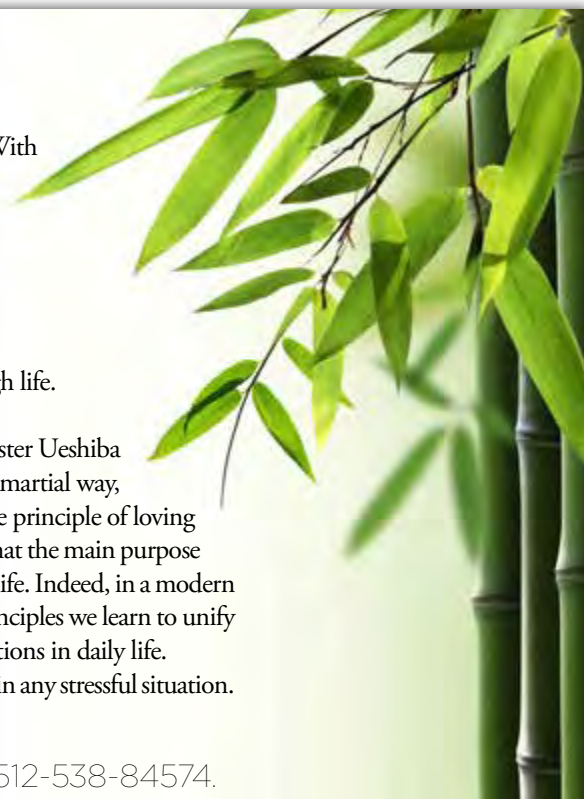 With
h life.
ster Ueshiba
martial way,
e principle of loving
hat the main purpose
life. Indeed, in a modern
nciples we learn to unify
tions in daily life.
in any stressful situation.
512-538-84574.